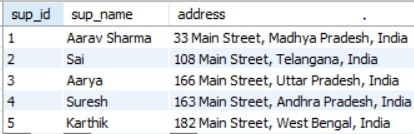 sup_id sup_name address .
1 Aarav Sharma 33 Main Street, Madhya Pradesh, India
2 Sai 108 Main Street, Telangana, India
3 Aarya 166 Main Street, Uttar Pradesh, India
4 Suresh 163 Main Street, Andhra Pradesh, India
5 Karthik 182 Main Street, West Bengal, India